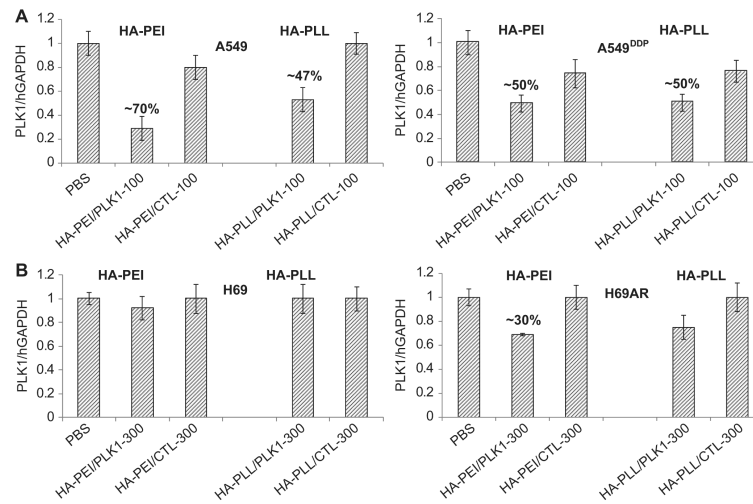 A
PLK1/hGAPDH
1.2
1
0.8
0.6
0.4
0.2
0
HA-PEI
A549
HA-PLL
~70%
~47%
PBS
HA-PEI/PLK1-100
HA-PEI/CTL-100
HA-PLL/PLK1-100
HA-PLL/CTL-100
PLK1/hGAPDH
1.2
1
0.8
0.6
0.4
0.2
0
HA-PEI
A549DDP
HA-PLL
~50%
~50%
PBS
HA-PEI/PLK1-100
HA-PEI/CTL-100
HA-PLL/PLK1-100
HA-PLL/CTL-100
B
PLK1/hGAPDH
1.2
1
0.8
0.6
0.4
0.2
0
HA-PEI
H69
HA-PLL
PBS
HA-PEI/PLK1-300
HA-PEI/CTL-300
HA-PLL/PLK1-300
HA-PLL/CTL-300
PLK1/hGAPDH
1.2
1
0.8
0.6
0.4
0.2
0
HA-PEI
H69AR
HA-PLL
~30%
PBS
HA-PEI/PLK1-300
HA-PEI/CTL-300
HA-PLL/PLK1-300
HA-PLL/CTL-300